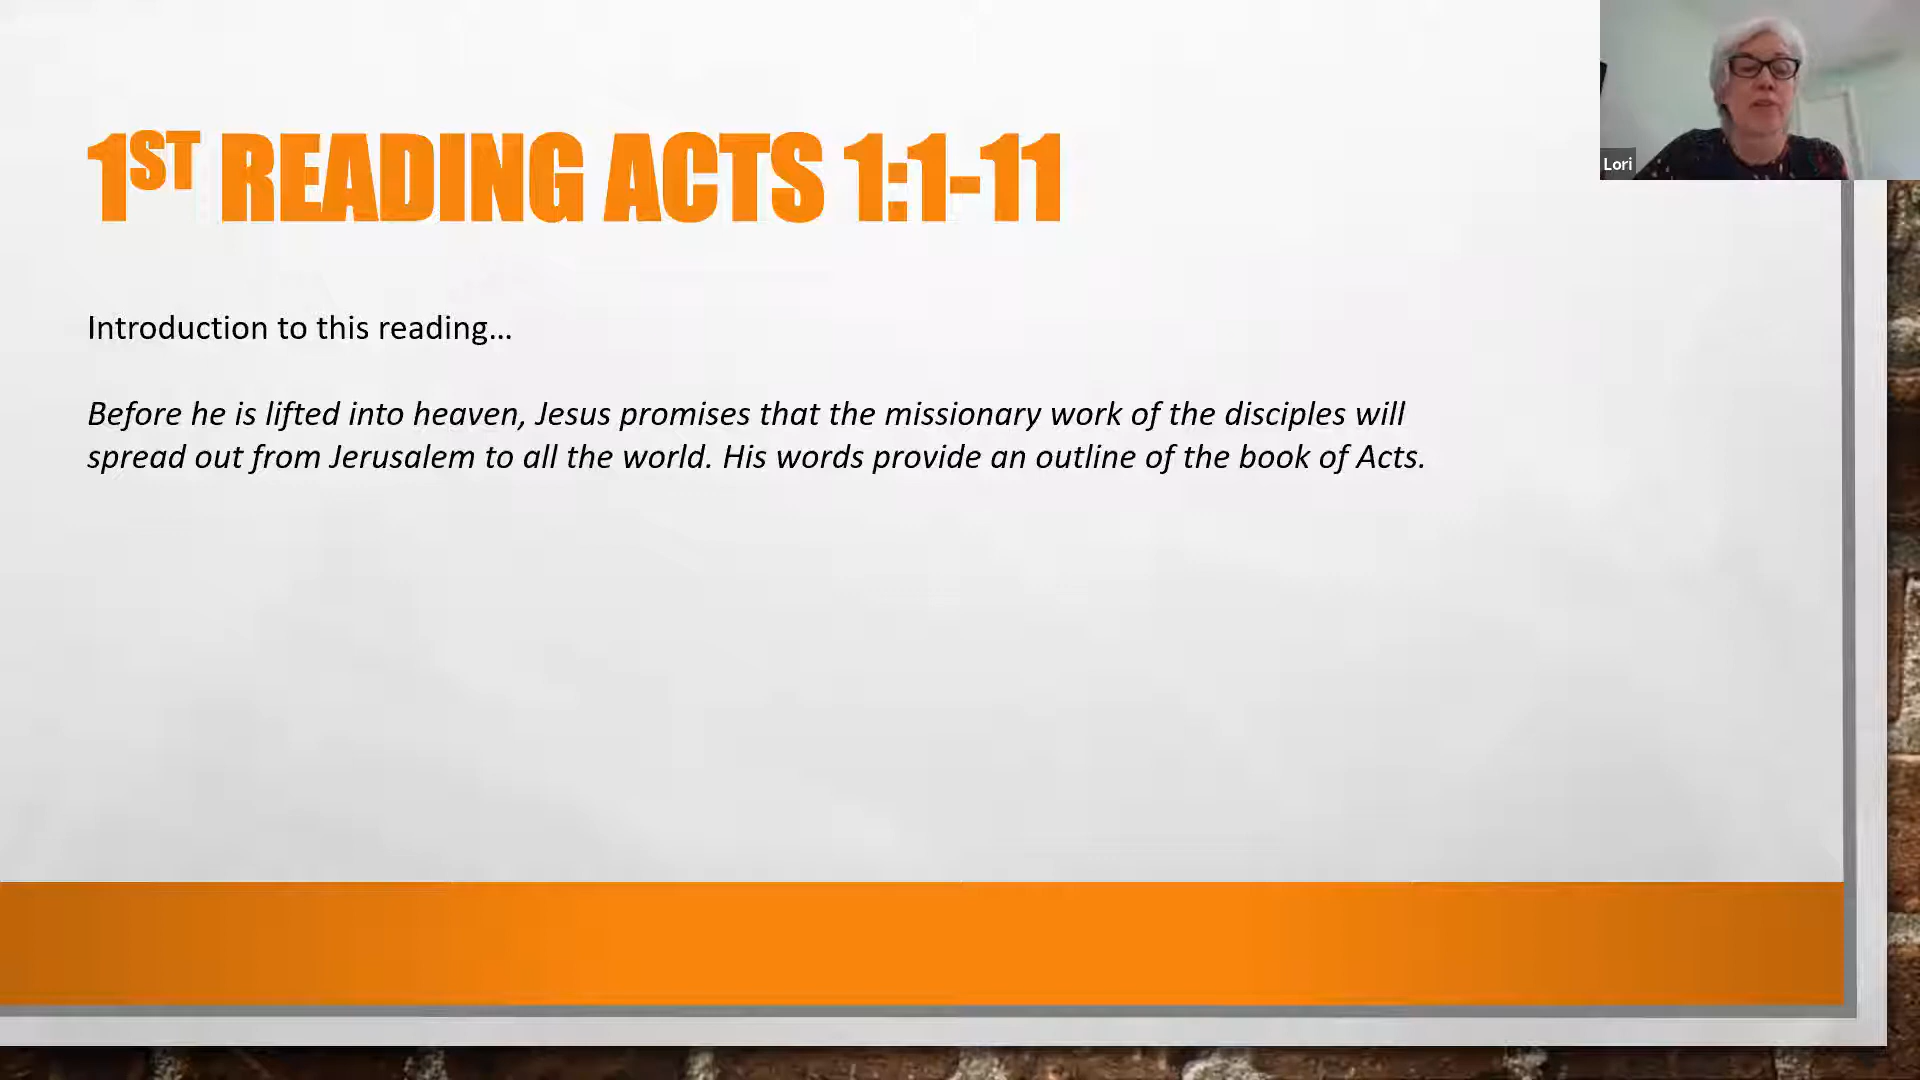 1ST READING ACTS 1:1-11
Lori
Introduction to this reading...
Before he is lifted into heaven, Jesus promises that the missionary work of the disciples will
spread out from Jerusalem to all the world. His words provide an outline of the book of Acts.